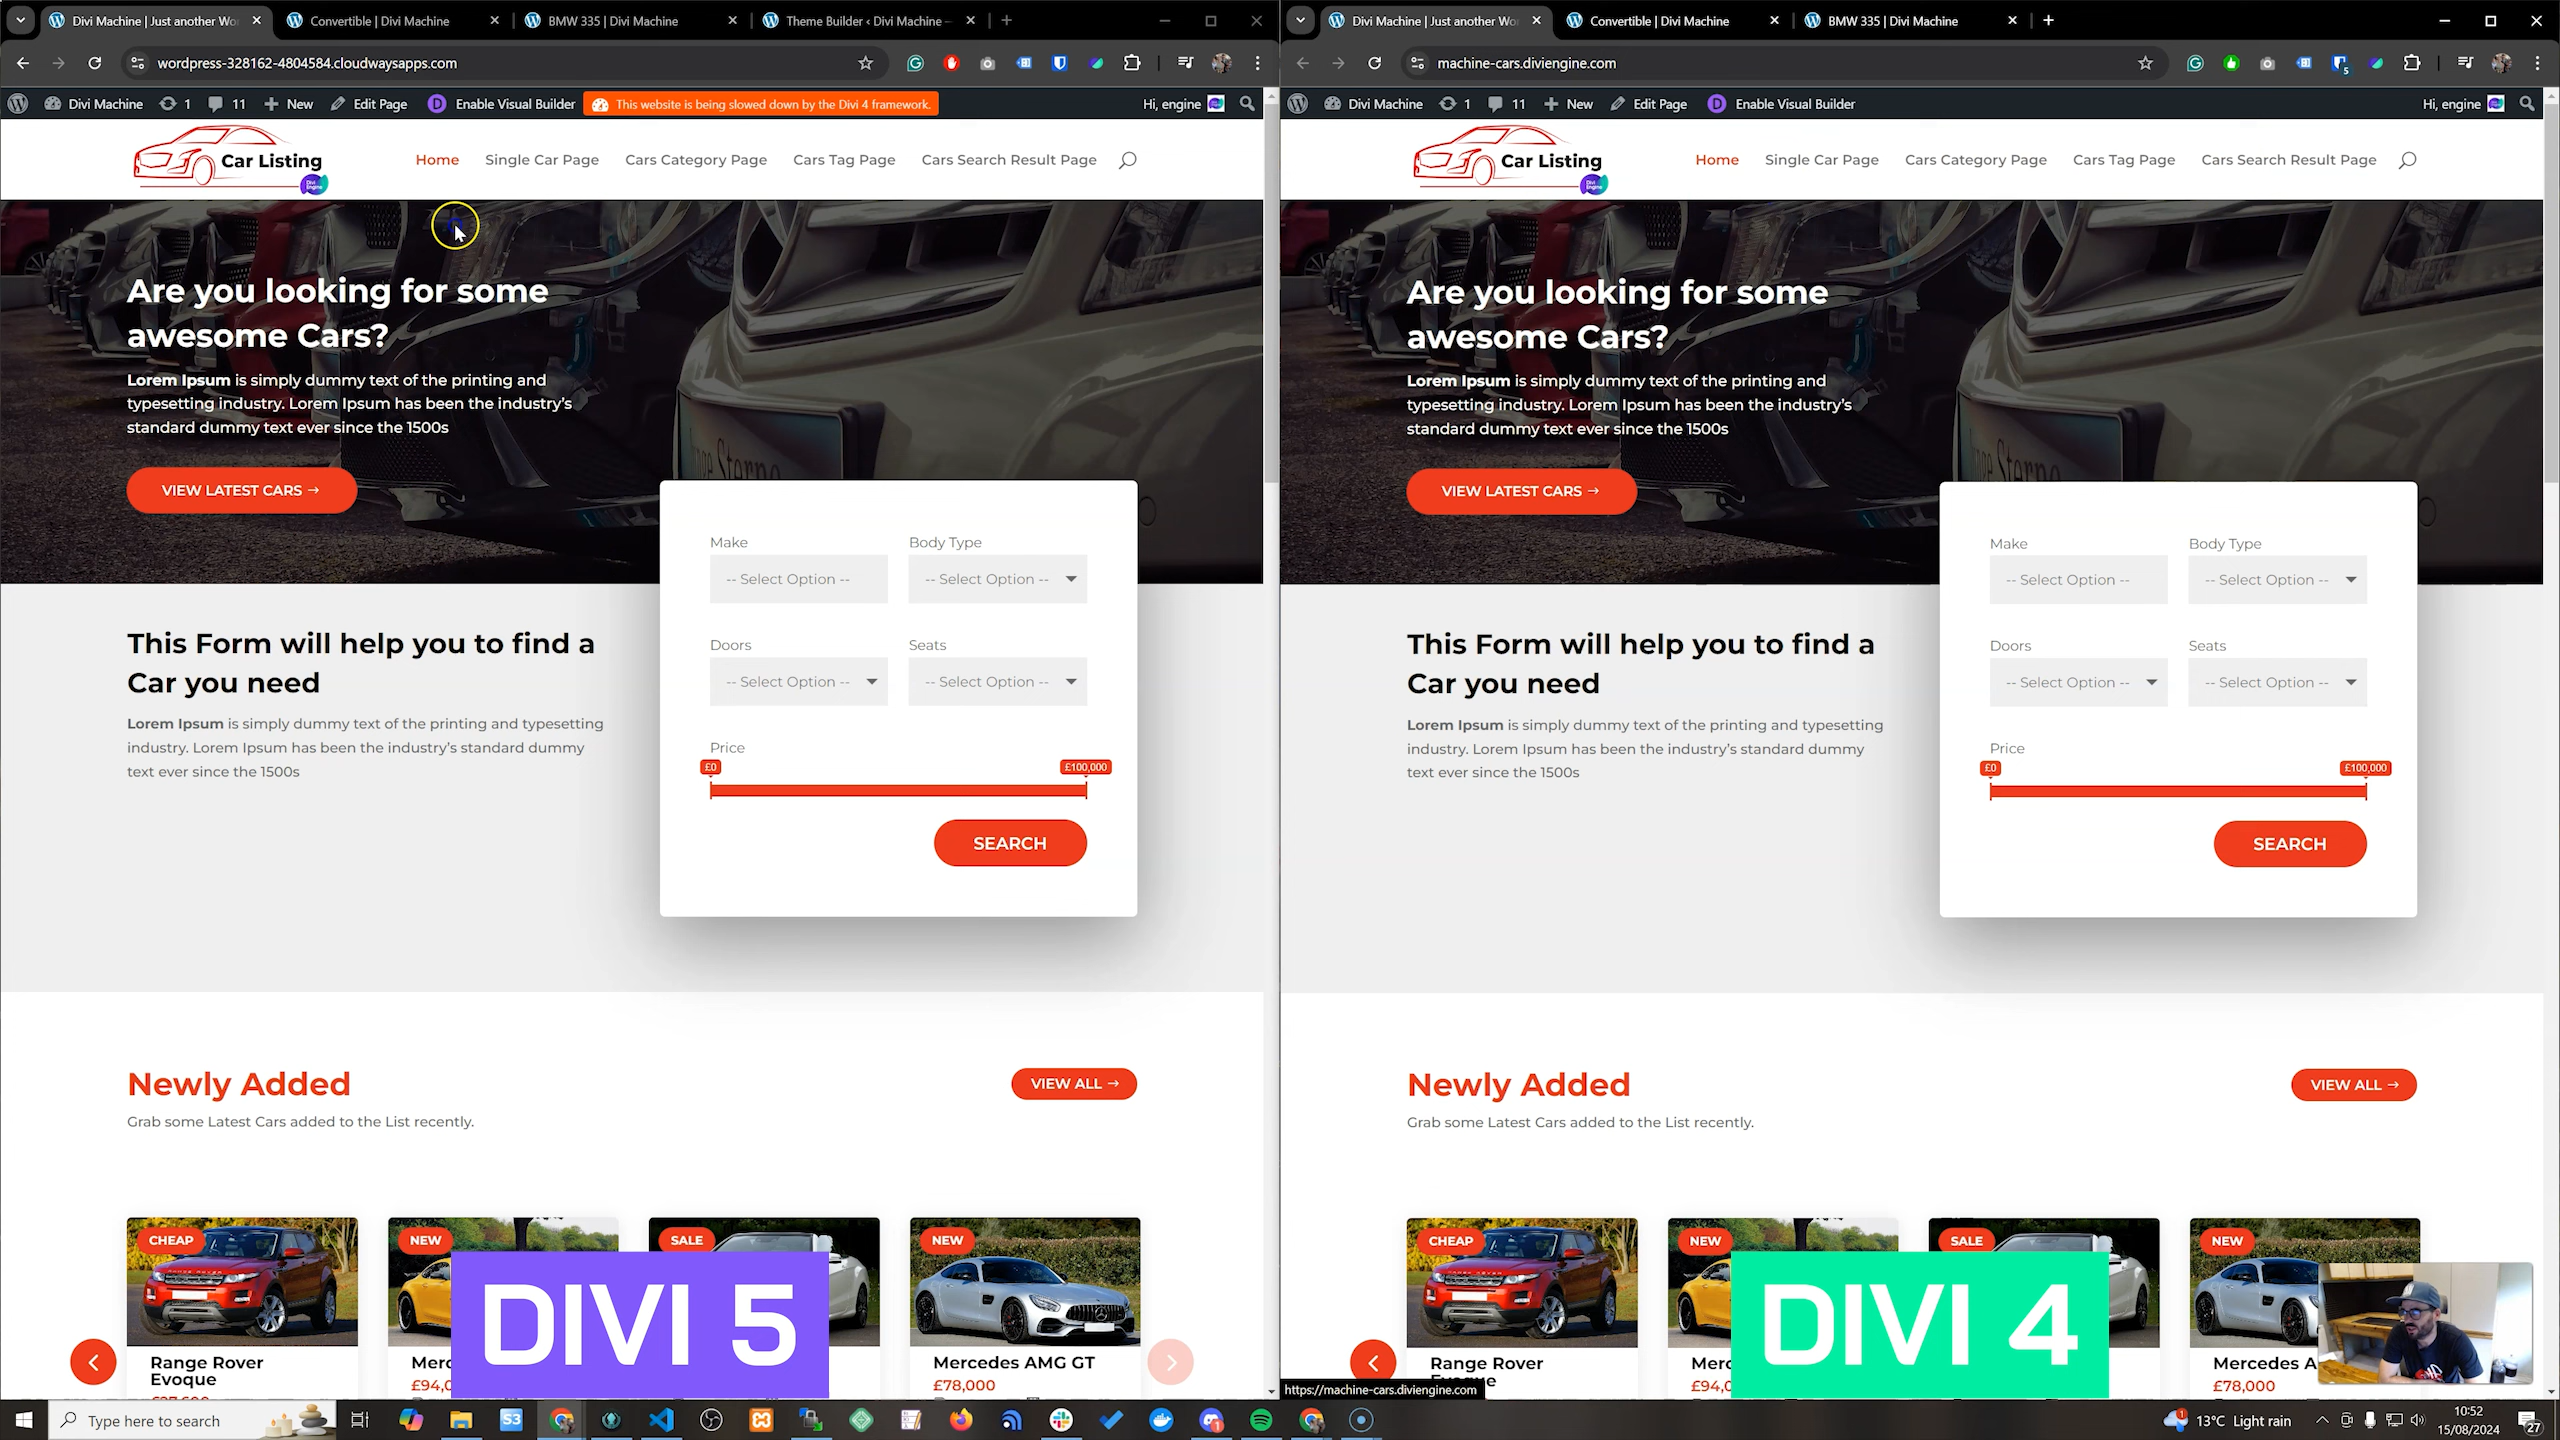 Divi Machine | Just another Wo
Convertible | Divi Machine
BMW 335 | Divi Machine
Theme Builder ‹ Divi Machine —
wordpress-328162-4804584.cloudwaysapps.com
Divi Machine
1
11
New
Edit Page
D
Enable Visual Builder
This website is being slowed down by the Divi 4 framework.
Hi, engine
Car Listing
Divi
Engine
Home
Single Car Page
Cars Category Page
Cars Tag Page
Cars Search Result Page
Are you looking for some
awesome Cars?
Lorem Ipsum is simply dummy text of the printing and
typesetting industry. Lorem Ipsum has been the industry’s
standard dummy text ever since the 1500s
VIEW LATEST CARS →
Make
Body Type
-- Select Option --
-- Select Option --
Doors
Seats
-- Select Option --
-- Select Option --
Price
£0
£100,000
SEARCH
This Form will help you to find a
Car you need
Lorem Ipsum is simply dummy text of the printing and typesetting
industry. Lorem Ipsum has been the industry’s standard dummy
text ever since the 1500s
Newly Added
VIEW ALL →
Grab some Latest Cars added to the List recently.
CHEAP
NEW
SALE
NEW
Range Rover
Evoque
Merc
£94,0
Mercedes AMG GT
£78,000
DIVI 5
Divi Machine | Just another Wo
Convertible | Divi Machine
BMW 335 | Divi Machine
machine-cars.diviengine.com
5
Divi Machine
1
11
New
Edit Page
D
Enable Visual Builder
Hi, engine
Car Listing
Divi
Engine
Home
Single Car Page
Cars Category Page
Cars Tag Page
Cars Search Result Page
Are you looking for some
awesome Cars?
Lorem Ipsum is simply dummy text of the printing and
typesetting industry. Lorem Ipsum has been the industry’s
standard dummy text ever since the 1500s
VIEW LATEST CARS →
Make
Body Type
-- Select Option --
-- Select Option --
Doors
Seats
-- Select Option --
-- Select Option --
Price
£0
£100,000
SEARCH
This Form will help you to find a
Car you need
Lorem Ipsum is simply dummy text of the printing and typesetting
industry. Lorem Ipsum has been the industry’s standard dummy
text ever since the 1500s
Newly Added
VIEW ALL →
Grab some Latest Cars added to the List recently.
CHEAP
NEW
SALE
NEW
Range Rover
Evoque
Merc
£94,0
Mercedes A
£78,000
DIVI 4
https://machine-cars.diviengine.com
Type here to search
S3
1
13°C Light rain
10:52
15/08/2024
27